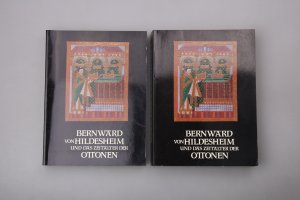 BERNWARD
VON HILDESHEIM
UND DAS ZEITALTER DER
OTTONEN
BERNWARD
VON HILDESHEIM
UND DAS ZEITALTER DER
OTTONEN